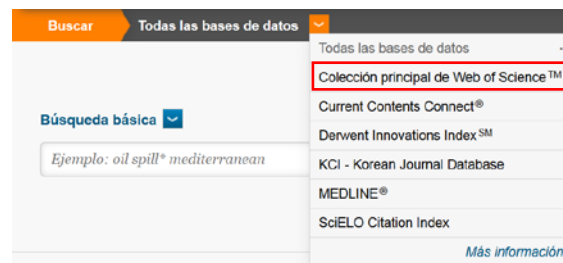 Buscar Todas las bases de datos
Todas las bases de datos
Colección principal de Web of Science™
Current Contents Connect®
Derwent Innovations Index℠
KCI - Korean Journal Database
MEDLINE®
SciELO Citation Index
Más información
Búsqueda básica
Ejemplo: oil spill* mediterranean